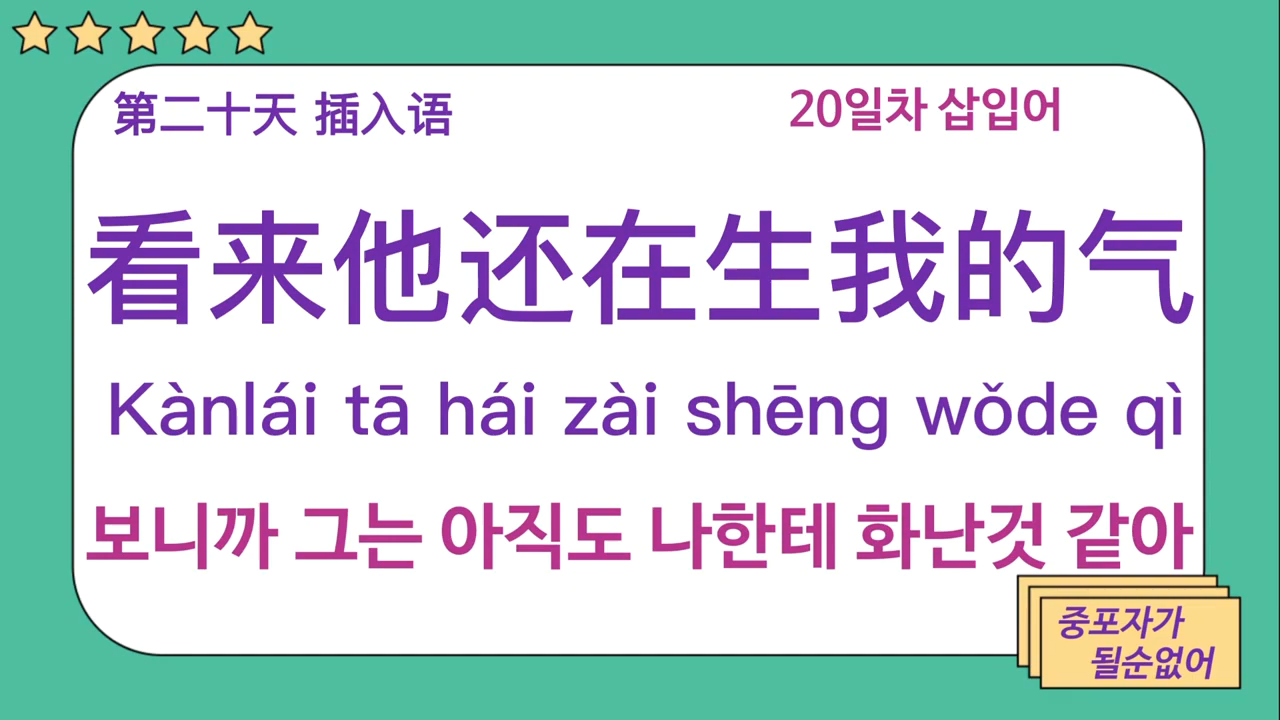 第二十天 插入语
20일차 삽입어
看来他还在生我的气
Kànlái tā hái zài shēng wǒde qì
보니까 그는 아직도 나한테 화난것 같아
중포자가
될순없어